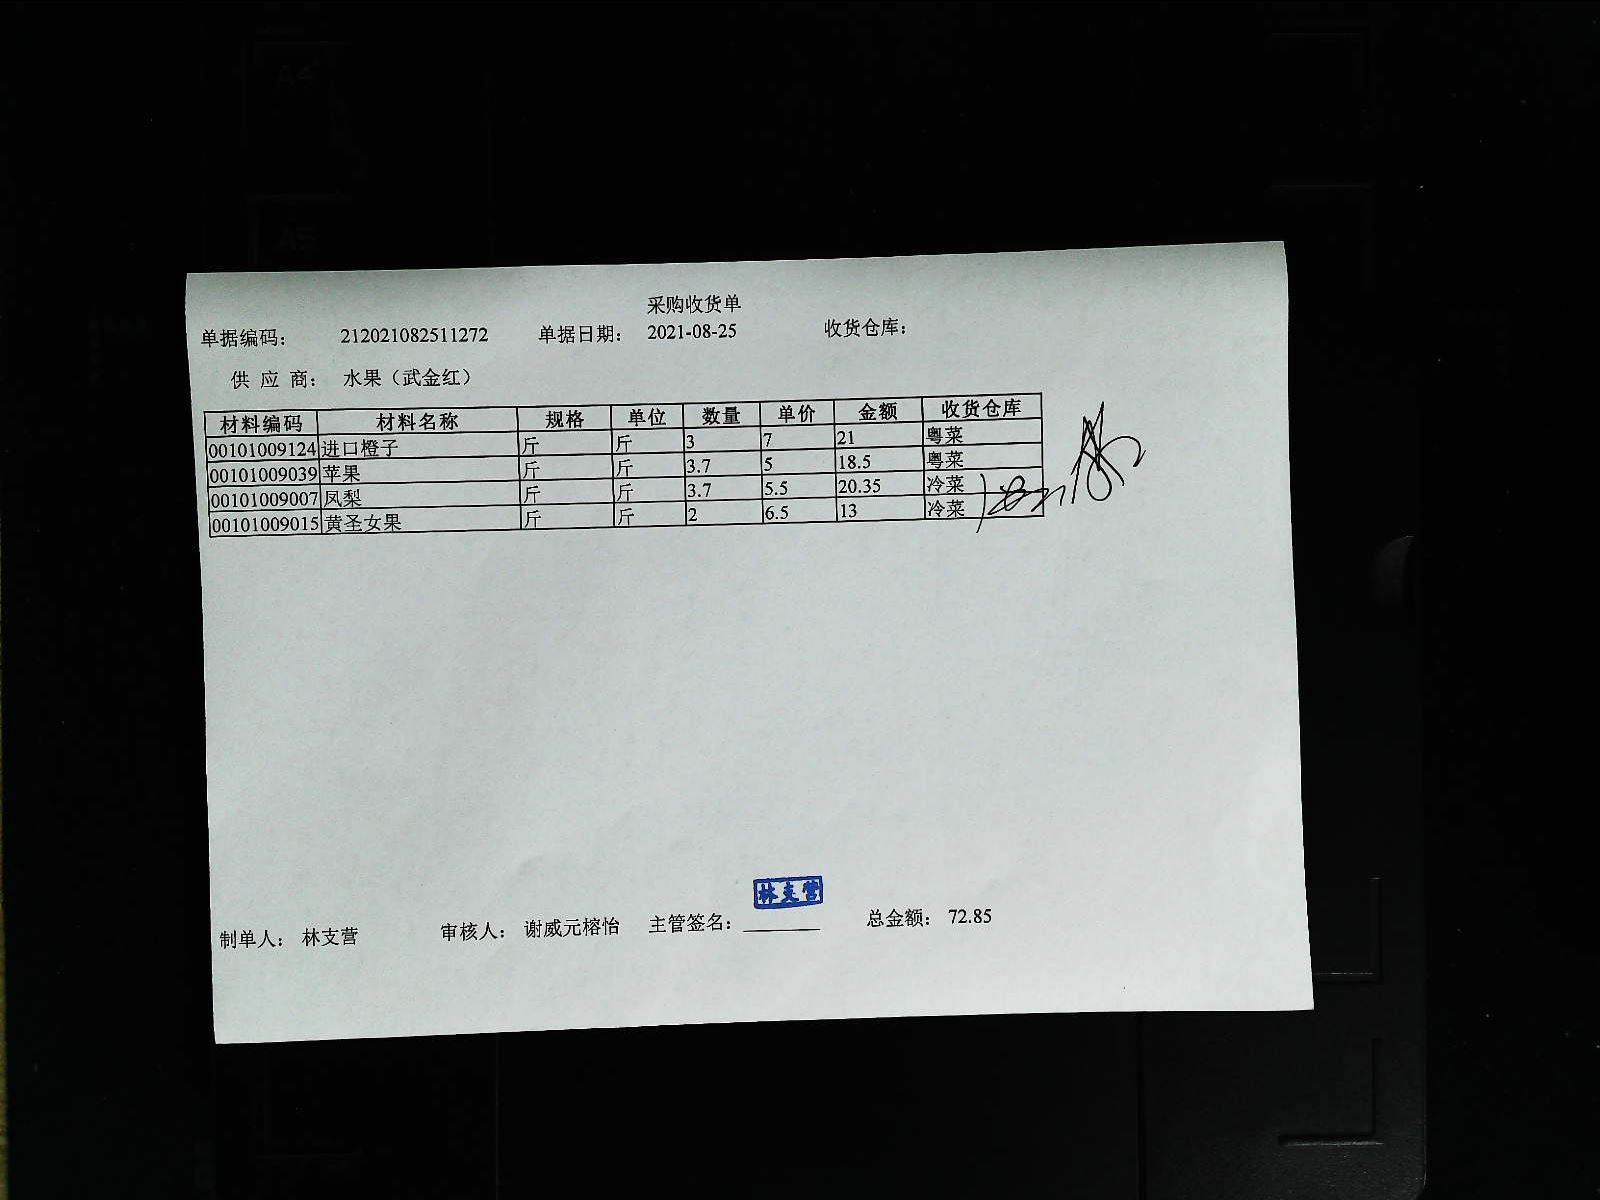 A4
A5
采购收货单
单据编码： 212021082511272 单据日期： 2021-08-25 收货仓库：
供 应 商： 水果（武金红）
材料编码 材料名称 规格 单位 数量 单价 金额 收货仓库
00101009124 进口橙子 斤 斤 3 7 21 粤菜
00101009039 苹果 斤 斤 3.7 5 18.5 粤菜
00101009007 凤梨 斤 斤 3.7 5.5 20.35 冷菜
00101009015 黄圣女果 斤 斤 2 6.5 13 冷菜
林支营
制单人： 林支营 审核人： 谢威元榕怡 主管签名： 总金额： 72.85